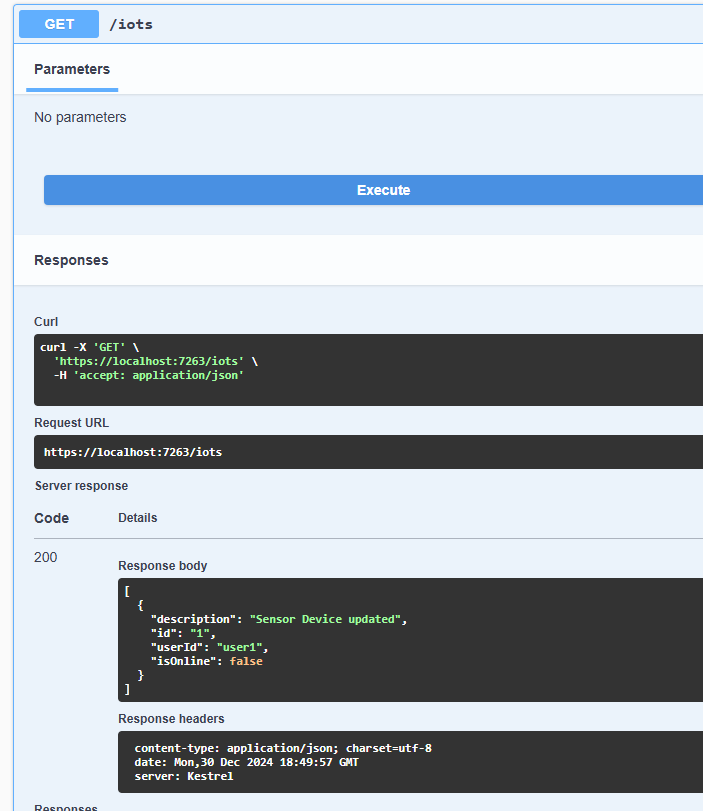 GET /iots
Parameters
No parameters
Execute
Responses
Curl
curl -X 'GET' \
  'https://localhost:7263/iots' \
  -H 'accept: application/json'
Request URL
https://localhost:7263/iots
Server response
Code Details
200
Response body
[
  {
    "description": "Sensor Device updated",
    "id": "1",
    "userId": "user1",
    "isOnline": false
  }
]
Response headers
content-type: application/json; charset=utf-8
date: Mon,30 Dec 2024 18:49:57 GMT
server: Kestrel
Responses